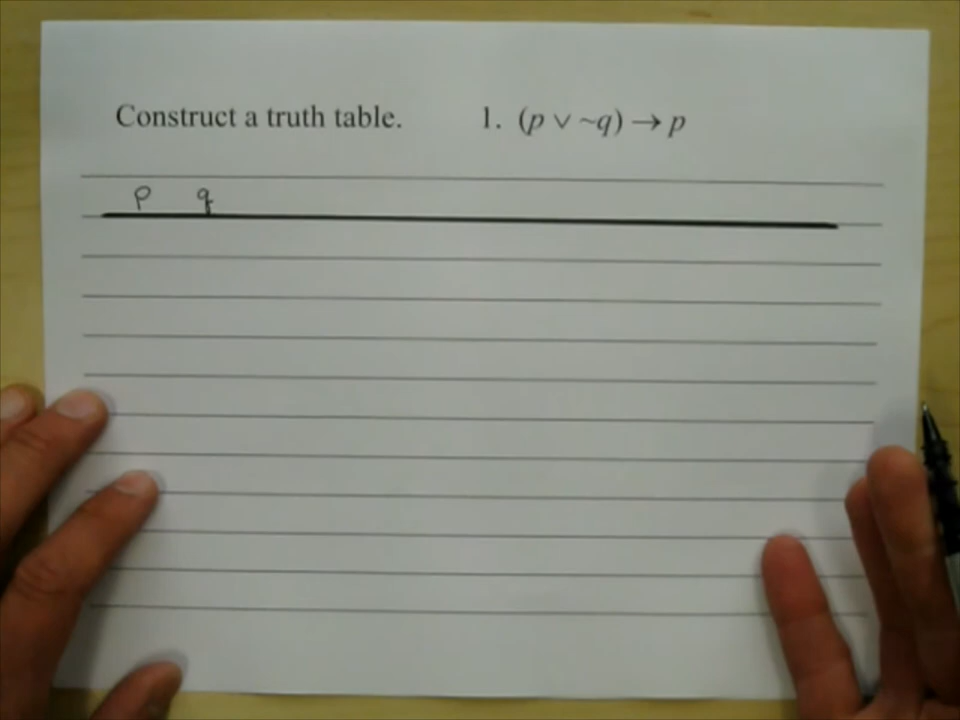 Construct a truth table. 1. (p ∨ ~q) → p
p q